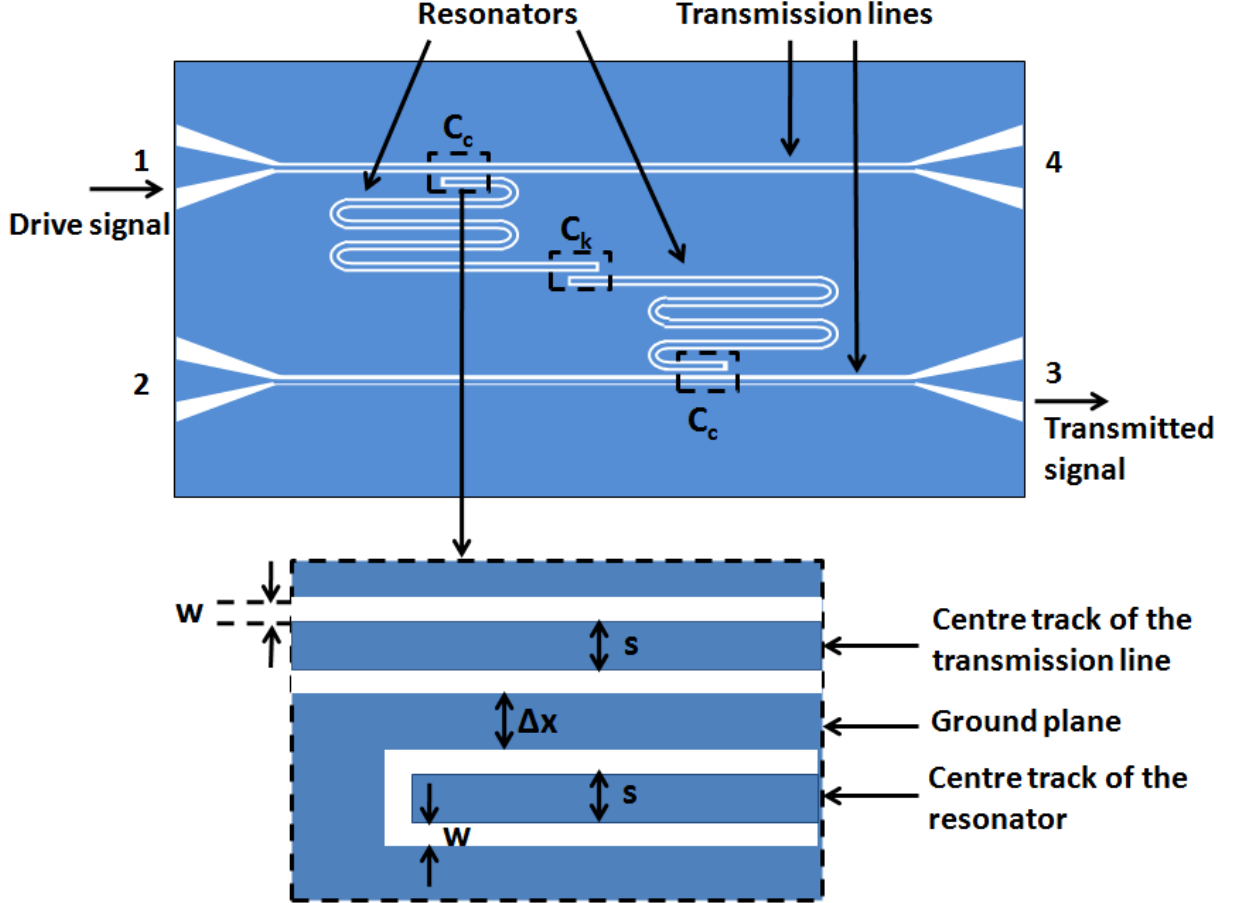 Resonators
Transmission lines
1
Cc
4
Drive signal
Ck
2
3
Cc
Transmitted
signal
w
s
Centre track of the
transmission line
Δx
Ground plane
s
Centre track of the
resonator
w